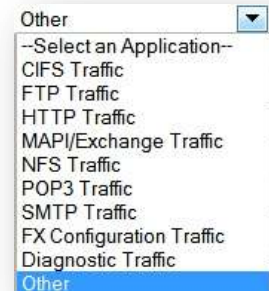 Other
--Select an Application--
CIFS Traffic
FTP Traffic
HTTP Traffic
MAPI/Exchange Traffic
NFS Traffic
POP3 Traffic
SMTP Traffic
FX Configuration Traffic
Diagnostic Traffic
Other